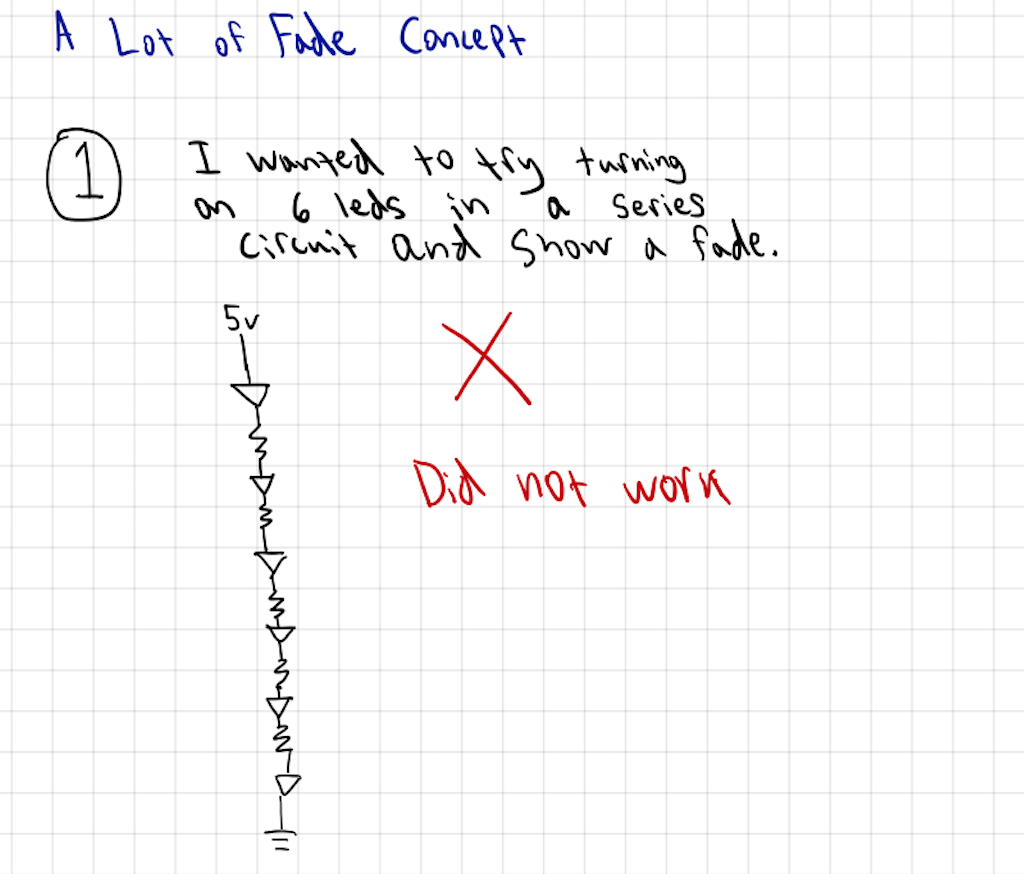 A Lot of Fade Concept
1
I wanted to try turning
on 6 leds in a series
circuit and show a fade.
5v
Did not work